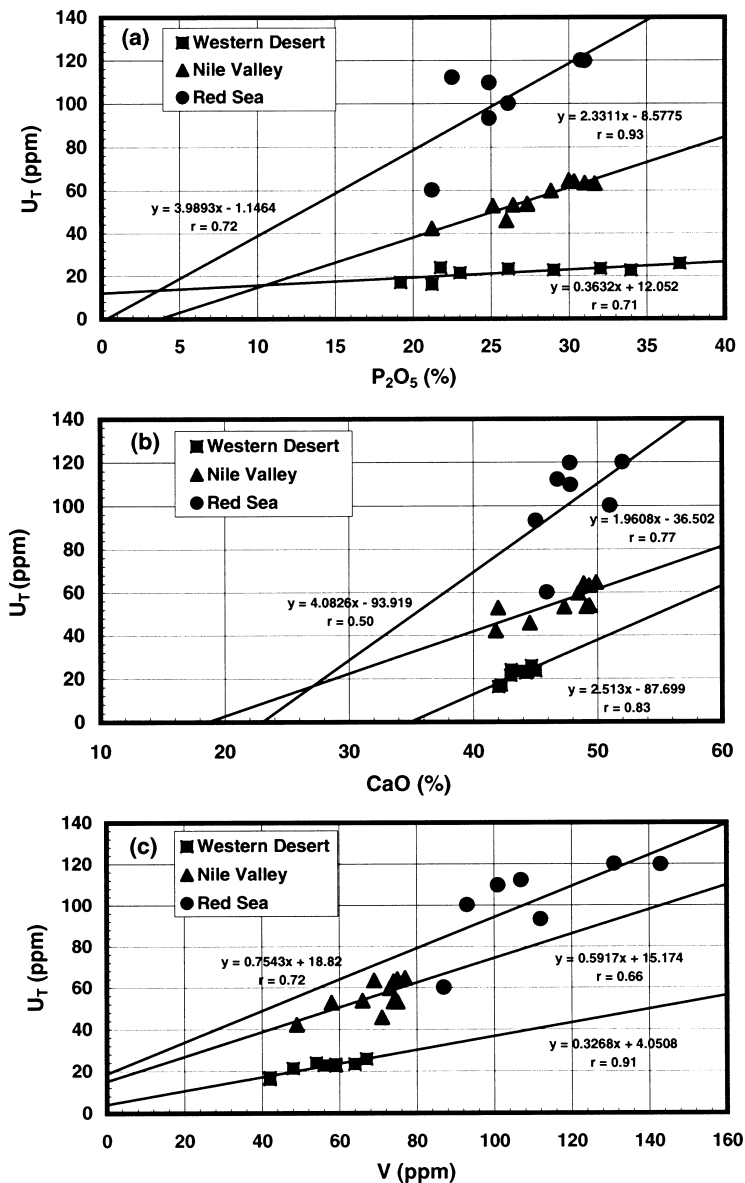 140
(a)
Western Desert
Nile Valley
Red Sea
120
100
y = 2.3311x - 8.5775
r = 0.93
80
U_T (ppm)
60
y = 3.9893x - 1.1464
r = 0.72
40
20
y = 0.3632x + 12.052
r = 0.71
0
0 5 10 15 20 25 30 35 40
P₂O₅ (%)
140
(b)
Western Desert
Nile Valley
Red Sea
120
100
y = 1.9608x - 36.502
r = 0.77
80
U_T (ppm)
60
y = 4.0826x - 93.919
r = 0.50
40
20
y = 2.513x - 87.699
r = 0.83
0
10 20 30 40 50 60
CaO (%)
140
(c)
Western Desert
Nile Valley
Red Sea
120
100
80
y = 0.7543x + 18.82
r = 0.72
y = 0.5917x + 15.174
r = 0.66
U_T (ppm)
60
40
y = 0.3268x + 4.0508
r = 0.91
20
0
0 20 40 60 80 100 120 140 160
V (ppm)